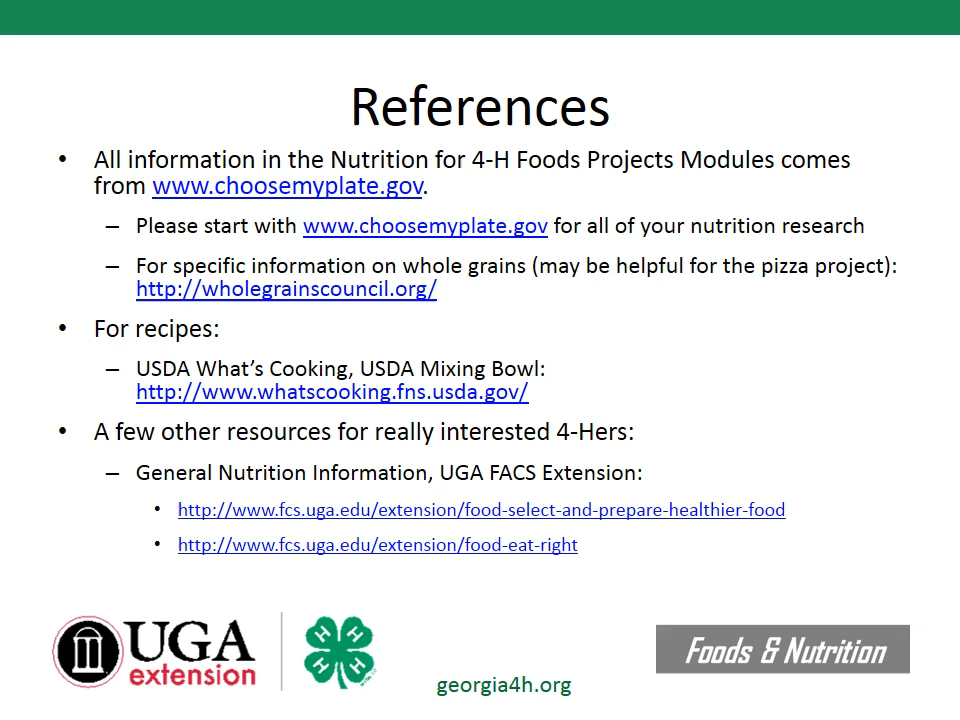 References
• All information in the Nutrition for 4-H Foods Projects Modules comes
from www.choosemyplate.gov.
– Please start with www.choosemyplate.gov for all of your nutrition research
– For specific information on whole grains (may be helpful for the pizza project):
http://wholegrainscouncil.org/
• For recipes:
– USDA What’s Cooking, USDA Mixing Bowl:
http://www.whatscooking.fns.usda.gov/
• A few other resources for really interested 4-Hers:
– General Nutrition Information, UGA FACS Extension:
• http://www.fcs.uga.edu/extension/food-select-and-prepare-healthier-food
• http://www.fcs.uga.edu/extension/food-eat-right
UGA
extension
H H
H H
georgia4h.org
Foods & Nutrition